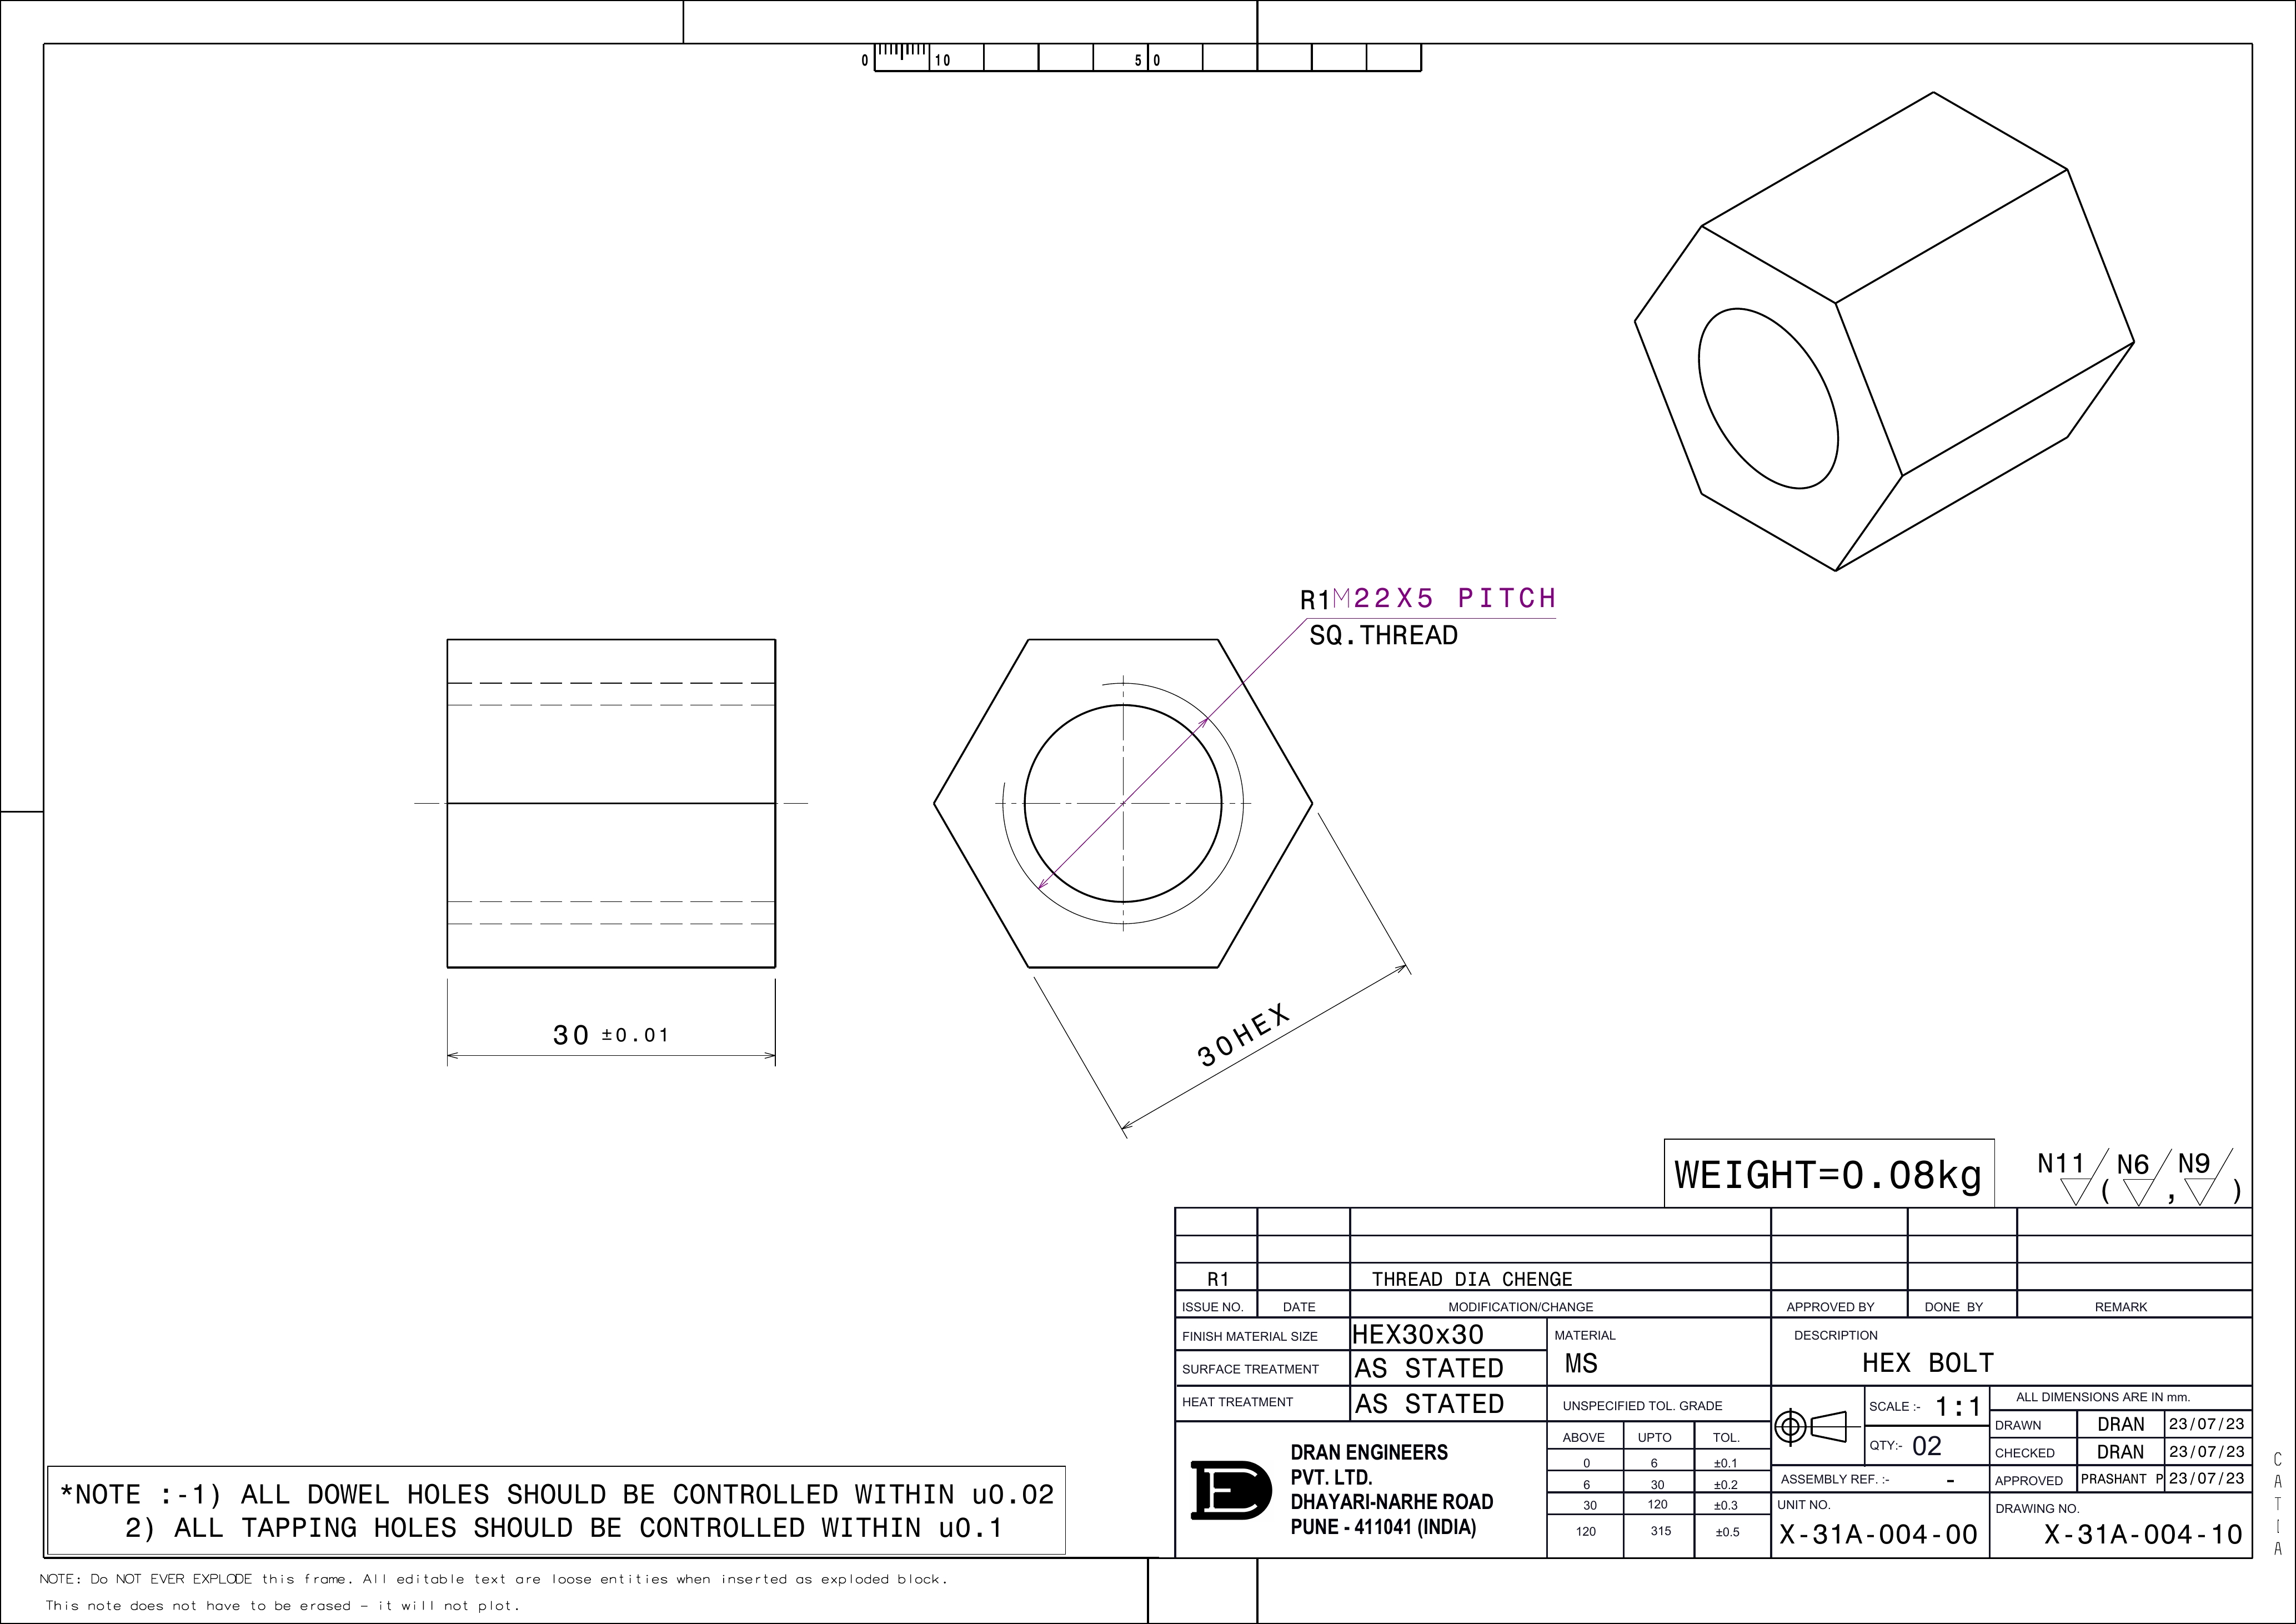 0 10 50
R1 M22X5 PITCH
SQ.THREAD
30 ±0.01
30HEX
WEIGHT=0.08kg
N11 ( N6 , N9 )
R1 THREAD DIA CHENGE
ISSUE NO. DATE MODIFICATION/CHANGE APPROVED BY DONE BY REMARK
FINISH MATERIAL SIZE HEX30x30
SURFACE TREATMENT AS STATED
HEAT TREATMENT AS STATED
MATERIAL
MS
DESCRIPTION
HEX BOLT
UNSPECIFIED TOL. GRADE
ABOVE UPTO TOL.
0 6 ±0.1
6 30 ±0.2
30 120 ±0.3
120 315 ±0.5
SCALE :- 1:1
QTY:- 02
ALL DIMENSIONS ARE IN mm.
DRAWN DRAN 23/07/23
CHECKED DRAN 23/07/23
APPROVED PRASHANT P 23/07/23
ASSEMBLY REF. :- -
UNIT NO.
X-31A-004-00
DRAWING NO.
X-31A-004-10
DE
DRAN ENGINEERS
PVT. LTD.
DHAYARI-NARHE ROAD
PUNE - 411041 (INDIA)
*NOTE :-1) ALL DOWEL HOLES SHOULD BE CONTROLLED WITHIN u0.02
2) ALL TAPPING HOLES SHOULD BE CONTROLLED WITHIN u0.1
CATIA
NOTE: Do NOT EVER EXPLODE this frame. All editable text are loose entities when inserted as exploded block.
This note does not have to be erased - it will not plot.